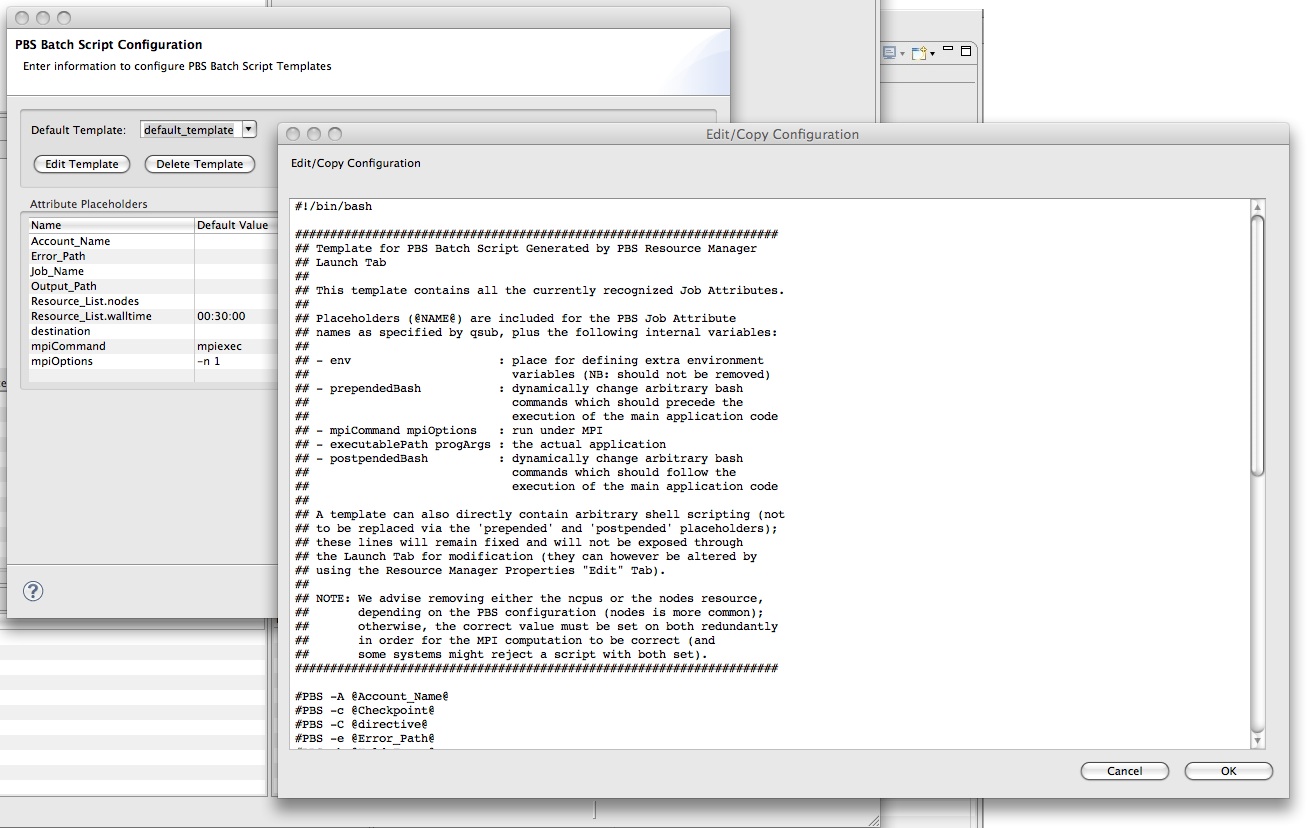 PBS Batch Script Configuration
Enter information to configure PBS Batch Script Templates
Default Template: default_template
Edit Template Delete Template
Attribute Placeholders
Name Default Value
Account_Name
Error_Path
Job_Name
Output_Path
Resource_List.nodes
Resource_List.walltime 00:30:00
destination
mpiCommand mpiexec
mpiOptions -n 1
?
Edit/Copy Configuration
Edit/Copy Configuration
#!/bin/bash
#####################################################################
## Template for PBS Batch Script Generated by PBS Resource Manager
## Launch Tab
##
## This template contains all the currently recognized Job Attributes.
##
## Placeholders (@NAME@) are included for the PBS Job Attribute
## names as specified by qsub, plus the following internal variables:
##
## - env : place for defining extra environment
## variables (NB: should not be removed)
## - prependedBash : dynamically change arbitrary bash
## commands which should precede the
## execution of the main application code
## - mpiCommand mpiOptions : run under MPI
## - executablePath progArgs : the actual application
## - postpendedBash : dynamically change arbitrary bash
## commands which should follow the
## execution of the main application code
##
## A template can also directly contain arbitrary shell scripting (not
## to be replaced via the 'prepended' and 'postpended' placeholders);
## these lines will remain fixed and will not be exposed through
## the Launch Tab for modification (they can however be altered by
## using the Resource Manager Properties "Edit" Tab).
##
## NOTE: We advise removing either the ncpus or the nodes resource,
## depending on the PBS configuration (nodes is more common);
## otherwise, the correct value must be set on both redundantly
## in order for the MPI computation to be correct (and
## some systems might reject a script with both set).
#####################################################################
#PBS -A @Account_Name@
#PBS -c @Checkpoint@
#PBS -C @directive@
#PBS -e @Error_Path@
Cancel OK